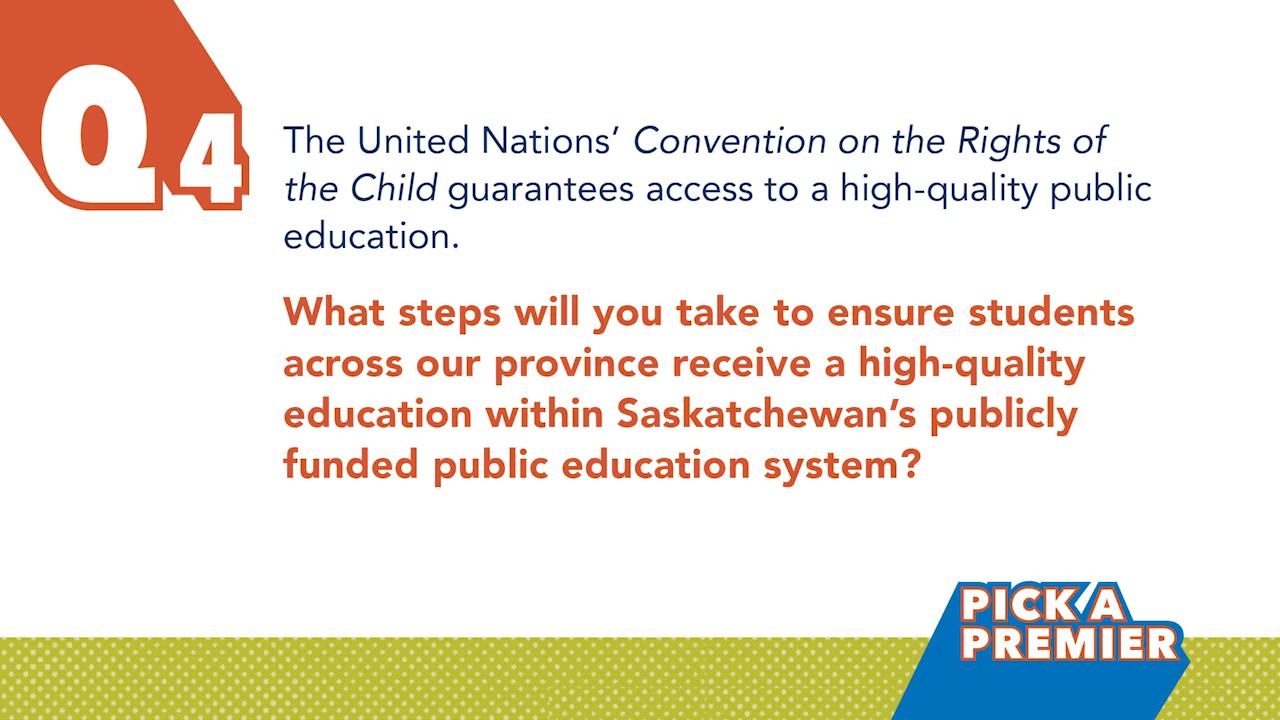 Q4
The United Nations’ Convention on the Rights of
the Child guarantees access to a high-quality public
education.
What steps will you take to ensure students
across our province receive a high-quality
education within Saskatchewan’s publicly
funded public education system?
PICK A
PREMIER